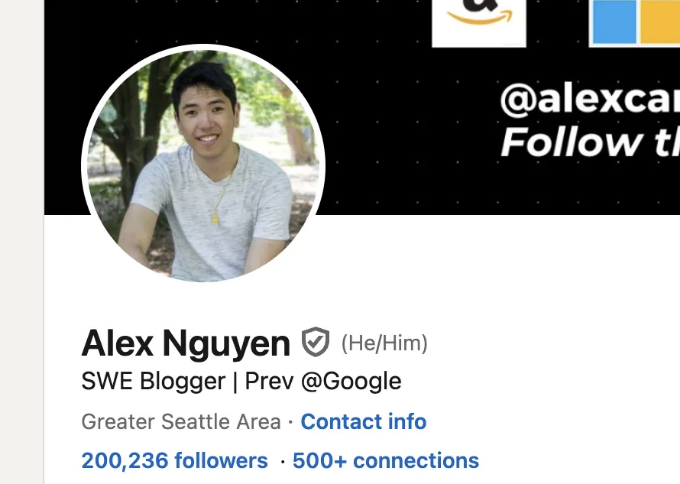 @alexcar
Follow
Alex Nguyen (He/Him)
SWE Blogger | Prev @Google
Greater Seattle Area · Contact info
200,236 followers · 500+ connections